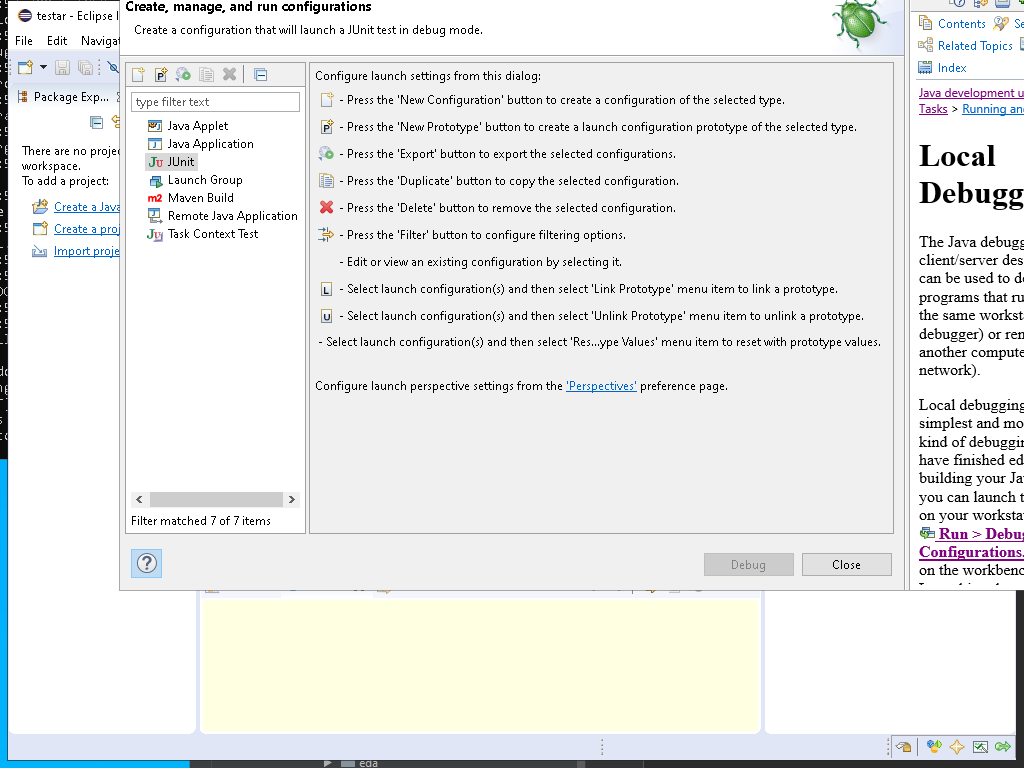 testar - Eclipse I
File Edit Navigat
Package Exp...
There are no projec
workspace.
To add a project:
Create a Java
Create a proj
Import proje
Create, manage, and run configurations
Create a configuration that will launch a JUnit test in debug mode.
type filter text
Java Applet
Java Application
JUnit
Launch Group
Maven Build
Remote Java Application
Task Context Test
Filter matched 7 of 7 items
Configure launch settings from this dialog:
- Press the 'New Configuration' button to create a configuration of the selected type.
- Press the 'New Prototype' button to create a launch configuration prototype of the selected type.
- Press the 'Export' button to export the selected configurations.
- Press the 'Duplicate' button to copy the selected configuration.
- Press the 'Delete' button to remove the selected configuration.
- Press the 'Filter' button to configure filtering options.
- Edit or view an existing configuration by selecting it.
- Select launch configuration(s) and then select 'Link Prototype' menu item to link a prototype.
- Select launch configuration(s) and then select 'Unlink Prototype' menu item to unlink a prototype.
- Select launch configuration(s) and then select 'Res...ype Values' menu item to reset with prototype values.
Configure launch perspective settings from the 'Perspectives' preference page.
Debug Close
Contents Se
Related Topics
Index
Java development u
Tasks > Running and
Local
Debugg
The Java debugg
client/server des
can be used to de
programs that ru
the same worksta
debugger) or rem
another compute
network).
Local debugging
simplest and mo
kind of debuggin
have finished ed
building your Jav
you can launch t
on your worksta
Run > Debug
Configurations.
on the workbenc
eda